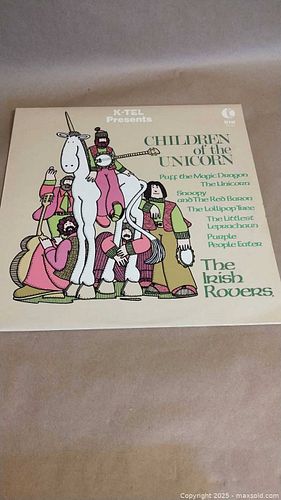 K-TEL
Presents
CHILDREN
of the
UNICORN
Puff the Magic Dragon
The Unicorn
Snoopy
and The Red Baron
The Lollipop Tree
The Littlest
Leprechaun
Purple
People Eater
The
Irish
Rovers
Copyright 2025 - maxsold.com